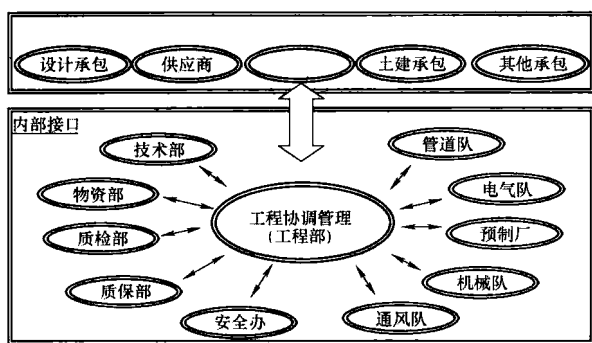 设计承包
供应商
土建承包
其他承包
内部接口
技术部
管道队
物资部
电气队
工程协调管理
(工程部)
质检部
预制厂
质保部
机械队
安全办
通风队